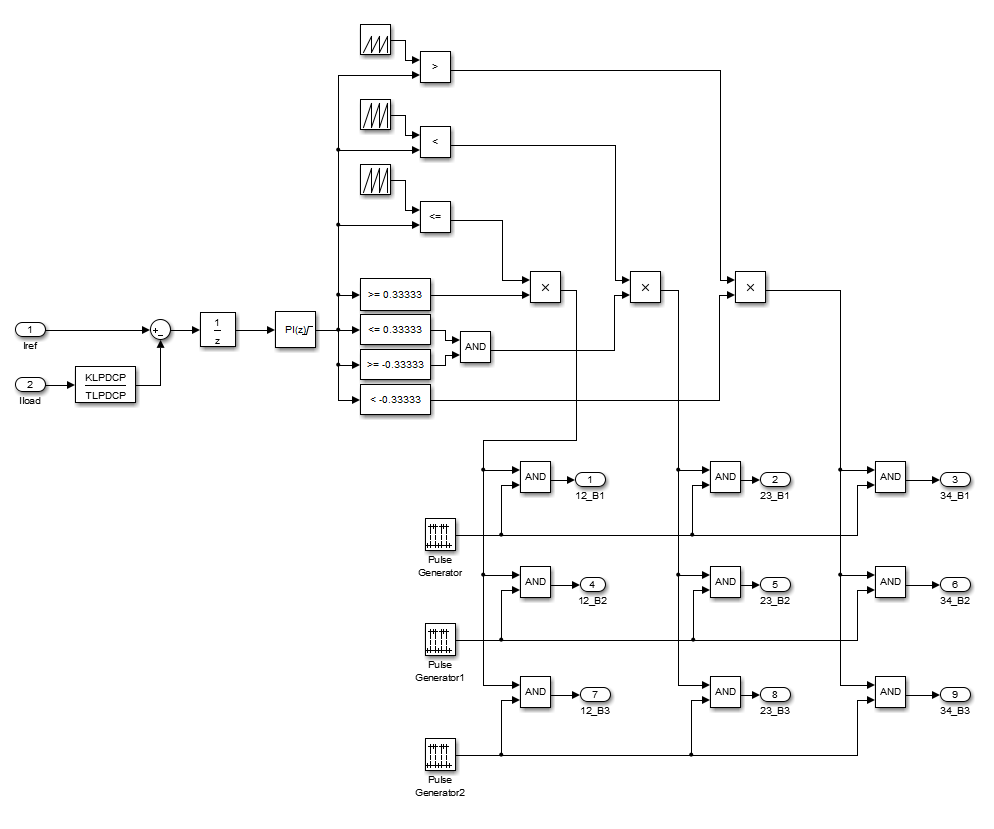 >
<
<=
×
×
×
>= 0.33333
1
Iref
+
-
1
z
PI(z)
<= 0.33333
AND
>= -0.33333
2
Iload
KLPDCP
TLPDCP
< -0.33333
AND
1
12_B1
AND
2
23_B1
AND
3
34_B1
Pulse
Generator
AND
4
12_B2
AND
5
23_B2
AND
6
34_B2
Pulse
Generator1
AND
7
12_B3
AND
8
23_B3
AND
9
34_B3
Pulse
Generator2